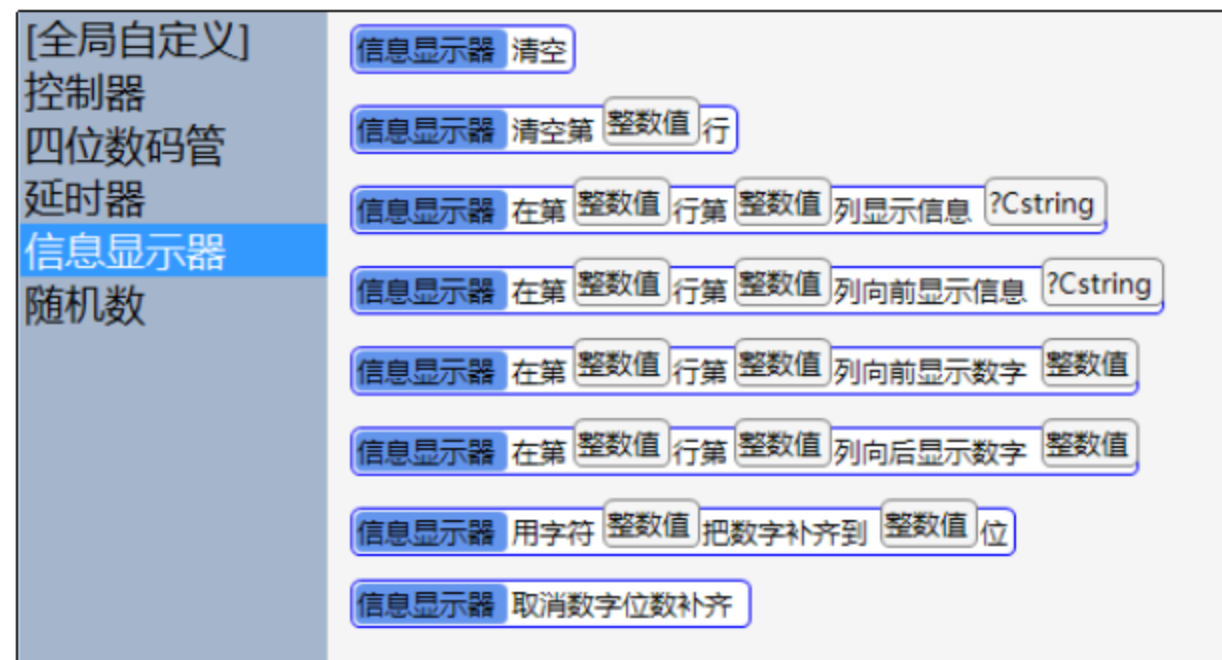 [全局自定义]
控制器
四位数码管
延时器
信息显示器
随机数
信息显示器 清空
信息显示器 清空第 整数值 行
信息显示器 在第 整数值 行第 整数值 列显示信息 ?Cstring
信息显示器 在第 整数值 行第 整数值 列向前显示信息 ?Cstring
信息显示器 在第 整数值 行第 整数值 列向前显示数字 整数值
信息显示器 在第 整数值 行第 整数值 列向后显示数字 整数值
信息显示器 用字符 整数值 把数字补齐到 整数值 位
信息显示器 取消数字位数补齐